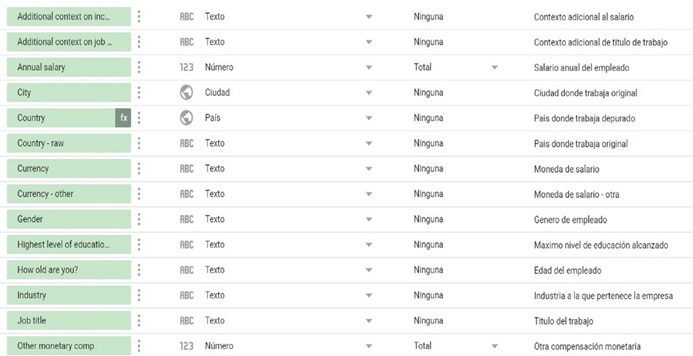 Additional context on inc... ABC Texto Ninguna Contexto adicional al salario
Additional context on job ... ABC Texto Ninguna Contexto adicional de titulo de trabajo
Annual salary 123 Número Total Salario anual del empleado
City Ciudad Ninguna Ciudad donde trabaja original
Country fx País Ninguna Pais donde trabaja depurado
Country - raw ABC Texto Ninguna Pais donde trabaja original
Currency ABC Texto Ninguna Moneda de salario
Currency - other ABC Texto Ninguna Moneda de salario - otra
Gender ABC Texto Ninguna Genero de empleado
Highest level of educatio... ABC Texto Ninguna Maximo nivel de educación alcanzado
How old are you? ABC Texto Ninguna Edad del empleado
Industry ABC Texto Ninguna Industria a la que pertenece la empresa
Job title ABC Texto Ninguna Titulo del trabajo
Other monetary comp 123 Número Total Otra compensación monetaria